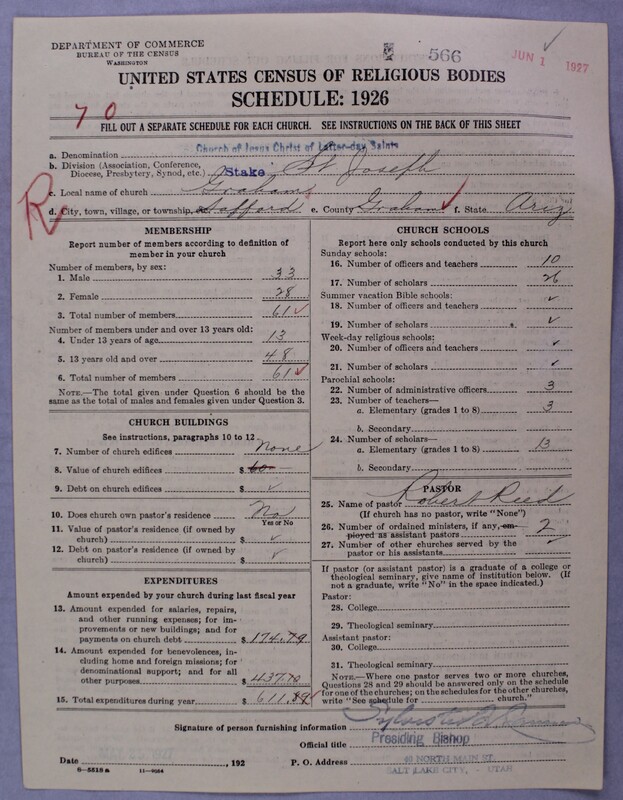 DEPARTMENT OF COMMERCE
BUREAU OF THE CENSUS
WASHINGTON
566
JUN 1 1927
UNITED STATES CENSUS OF RELIGIOUS BODIES
SCHEDULE: 1926
7 0
FILL OUT A SEPARATE SCHEDULE FOR EACH CHURCH. SEE INSTRUCTIONS ON THE BACK OF THIS SHEET
Church of Jesus Christ of Latter-day Saints
a. Denomination
b. Division (Association, Conference,
Diocese, Presbytery, Synod, etc.) Stake St Joseph
c. Local name of church Graham
R
d. City, town, village, or township, Safford e. County Graham f. State Ariz
MEMBERSHIP
Report number of members according to definition of
member in your church
Number of members, by sex:
1. Male 33
2. Female 28
3. Total number of members 61
Number of members under and over 13 years old:
4. Under 13 years of age 13
5. 13 years old and over 48
6. Total number of members 61
NOTE.—The total given under Question 6 should be
same as the total of males and females given under Question 3.
CHURCH BUILDINGS
See instructions, paragraphs 10 to 12
7. Number of church edifices None
8. Value of church edifices $ 60
9. Debt on church edifices $ ✓
10. Does church own pastor's residence No
Yes or No
11. Value of pastor's residence (if owned by
church) $ ✓
12. Debt on pastor's residence (if owned by
church) $ ✓
EXPENDITURES
Amount expended by your church during last fiscal year
13. Amount expended for salaries, repairs,
and other running expenses; for im-
provements or new buildings; and for
payments on church debt $ 174.79
14. Amount expended for benevolences, in-
cluding home and foreign missions; for
denominational support; and for all
other purposes $ 437.10
15. Total expenditures during year $ 611.89
CHURCH SCHOOLS
Report here only schools conducted by this church
Sunday schools:
16. Number of officers and teachers 10
17. Number of scholars 26
Summer vacation Bible schools:
18. Number of officers and teachers ✓
19. Number of scholars ✓
Week-day religious schools:
20. Number of officers and teachers ✓
21. Number of scholars ✓
Parochial schools:
22. Number of administrative officers 3
23. Number of teachers—
a. Elementary (grades 1 to 8) 3
b. Secondary
24. Number of scholars—
a. Elementary (grades 1 to 8) 13
b. Secondary
PASTOR
25. Name of pastor Robert Reed
(If church has no pastor, write "None")
26. Number of ordained ministers, if any, em-
ployed as assistant pastors 2
27. Number of other churches served by the
pastor or his assistants
If pastor (or assistant pastor) is a graduate of a college or
theological seminary, give name of institution below. (If
not a graduate, write "No" in the space indicated.)
Pastor:
28. College
29. Theological seminary
Assistant pastor:
30. College
31. Theological seminary
NOTE.—Where one pastor serves two or more churches,
Questions 28 and 29 should be answered only on the schedule
for one of the churches; on the schedules for the other churches,
write "See schedule for church."
Signature of person furnishing information
Official title Presiding Bishop
Date , 192 P. O. Address 40 NORTH MAIN ST.
SALT LAKE CITY, UTAH